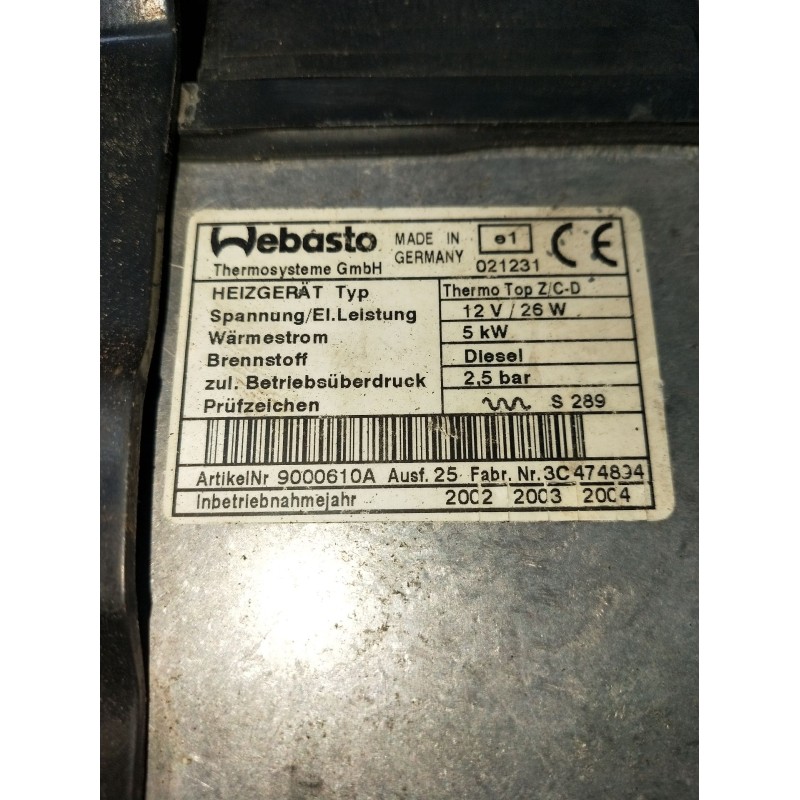 Webasto MADE IN GERMANY e1 CE
Thermosysteme GmbH 021231
HEIZGERÄT Typ Thermo Top Z/C-D
Spannung/El.Leistung 12 V / 26 W
Wärmestrom 5 kW
Brennstoff Diesel
zul. Betriebsüberdruck 2,5 bar
Prüfzeichen S 289
ArtikelNr 9000610A Ausf. 25 Fabr. Nr. 3C474894
Inbetriebnahmejahr 2002 2003 2004